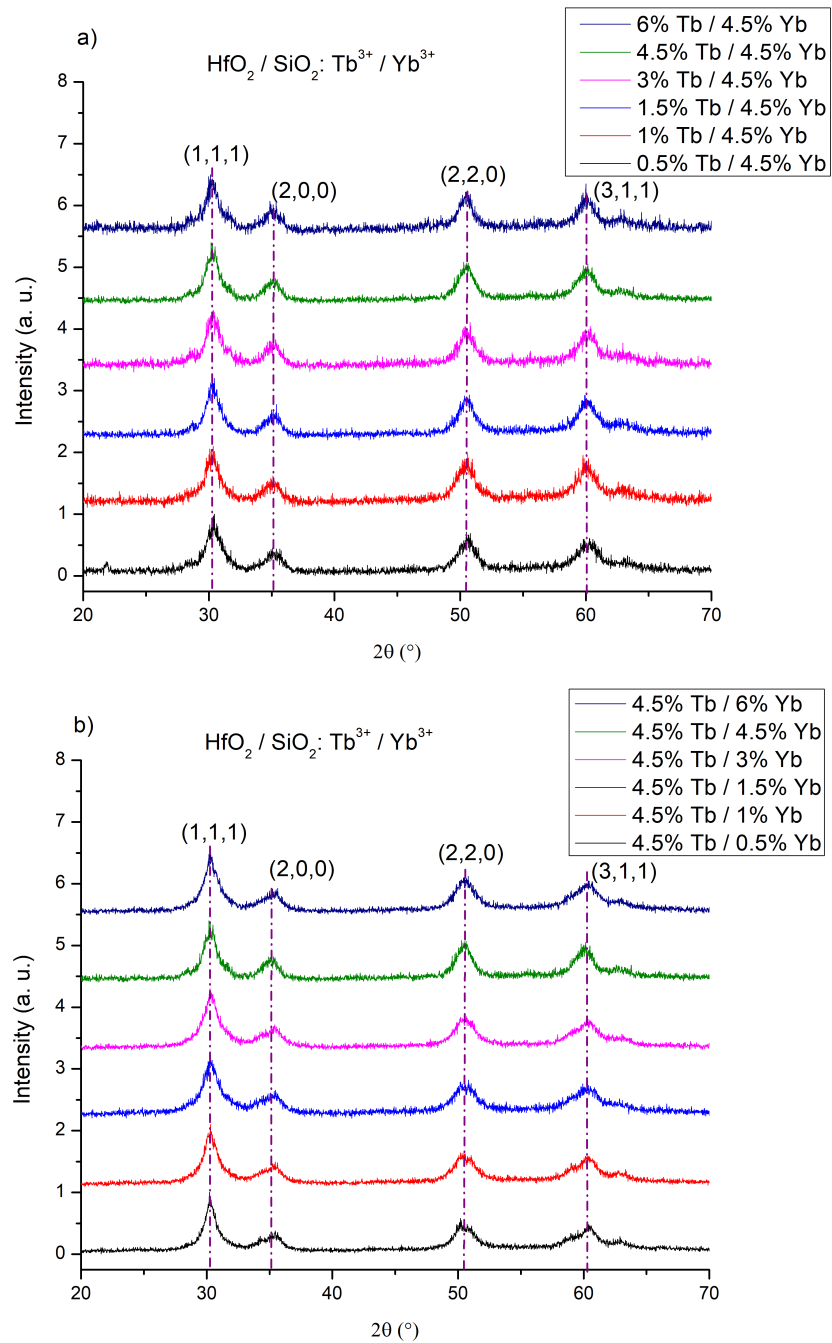 a)
HfO₂ / SiO₂: Tb³⁺ / Yb³⁺
6% Tb / 4.5% Yb
4.5% Tb / 4.5% Yb
3% Tb / 4.5% Yb
1.5% Tb / 4.5% Yb
1% Tb / 4.5% Yb
0.5% Tb / 4.5% Yb
(1,1,1)
(2,0,0)
(2,2,0)
(3,1,1)
Intensity (a. u.)
8
7
6
5
4
3
2
1
0
20 30 40 50 60 70
2θ (°)
b)
HfO₂ / SiO₂: Tb³⁺ / Yb³⁺
4.5% Tb / 6% Yb
4.5% Tb / 4.5% Yb
4.5% Tb / 3% Yb
4.5% Tb / 1.5% Yb
4.5% Tb / 1% Yb
4.5% Tb / 0.5% Yb
(1,1,1)
(2,0,0)
(2,2,0)
(3,1,1)
Intensity (a. u.)
8
7
6
5
4
3
2
1
0
20 30 40 50 60 70
2θ (°)